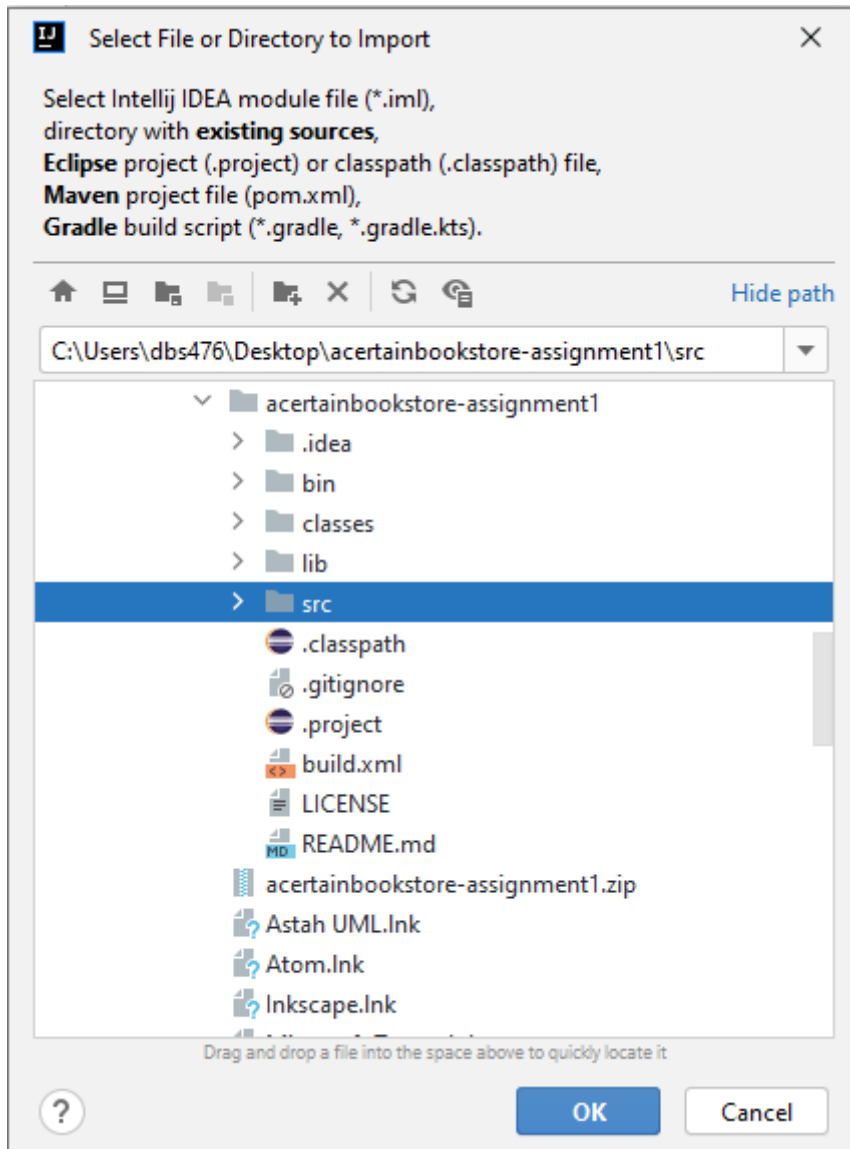 IJ
Select File or Directory to Import
Select Intellij IDEA module file (*.iml),
directory with existing sources,
Eclipse project (.project) or classpath (.classpath) file,
Maven project file (pom.xml),
Gradle build script (*.gradle, *.gradle.kts).
Hide path
C:\Users\dbs476\Desktop\acertainbookstore-assignment1\src
acertainbookstore-assignment1
.idea
bin
classes
lib
src
.classpath
.gitignore
.project
build.xml
LICENSE
MD README.md
acertainbookstore-assignment1.zip
Astah UML.lnk
Atom.lnk
Inkscape.lnk
Drag and drop a file into the space above to quickly locate it
? OK Cancel